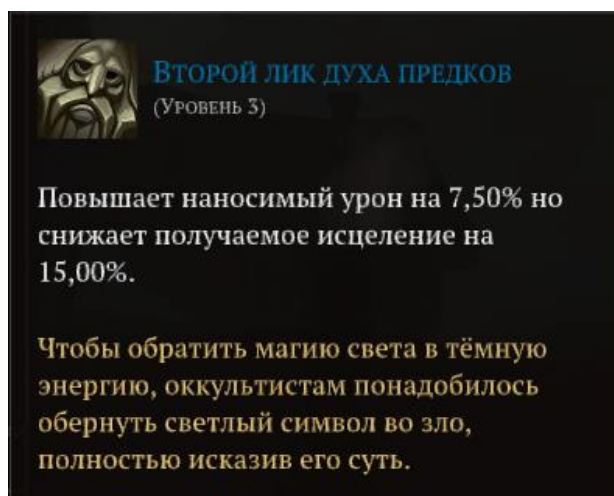 Второй лик духа предков
(Уровень 3)
Повышает наносимый урон на 7,50% но
снижает получаемое исцеление на
15,00%.
Чтобы обратить магию света в тёмную
энергию, оккультистам понадобилось
обернуть светлый символ во зло,
полностью исказив его суть.